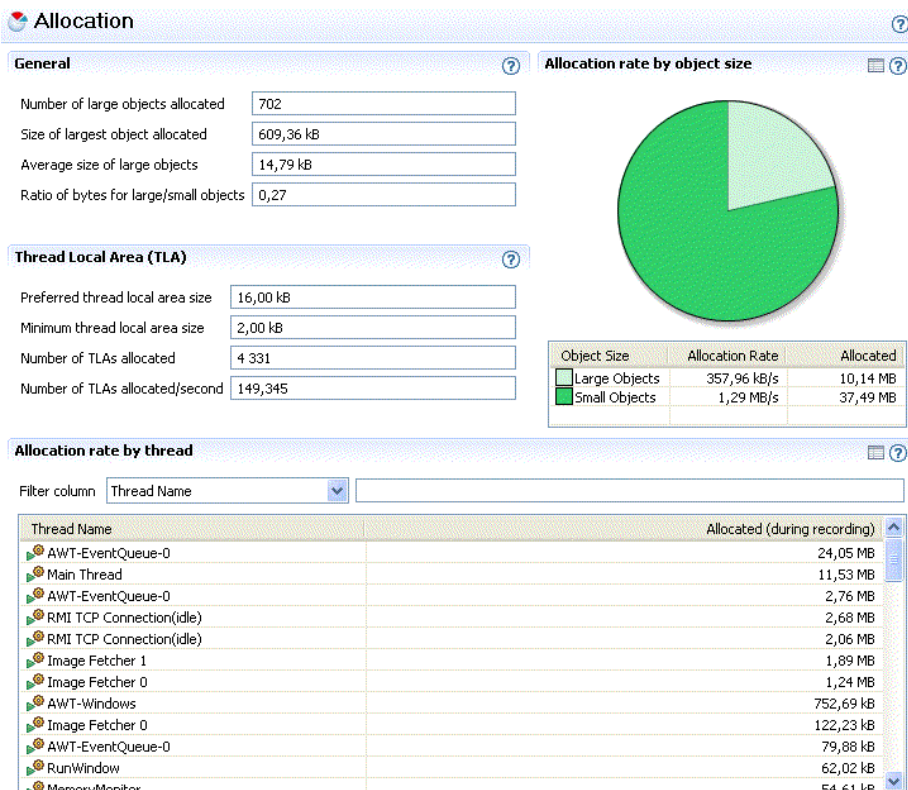 Allocation
General
Number of large objects allocated 702
Size of largest object allocated 609,36 kB
Average size of large objects 14,79 kB
Ratio of bytes for large/small objects 0,27
Thread Local Area (TLA)
Preferred thread local area size 16,00 kB
Minimum thread local area size 2,00 kB
Number of TLAs allocated 4 331
Number of TLAs allocated/second 149,345
Allocation rate by object size
Object Size Allocation Rate Allocated
Large Objects 357,96 kB/s 10,14 MB
Small Objects 1,29 MB/s 37,49 MB
Allocation rate by thread
Filter column Thread Name
Thread Name Allocated (during recording)
AWT-EventQueue-0 24,05 MB
Main Thread 11,53 MB
AWT-EventQueue-0 2,76 MB
RMI TCP Connection(idle) 2,68 MB
RMI TCP Connection(idle) 2,06 MB
Image Fetcher 1 1,89 MB
Image Fetcher 0 1,24 MB
AWT-Windows 752,69 kB
Image Fetcher 0 122,23 kB
AWT-EventQueue-0 79,88 kB
RunWindow 62,02 kB
MemoryMonitor 54,61 kB